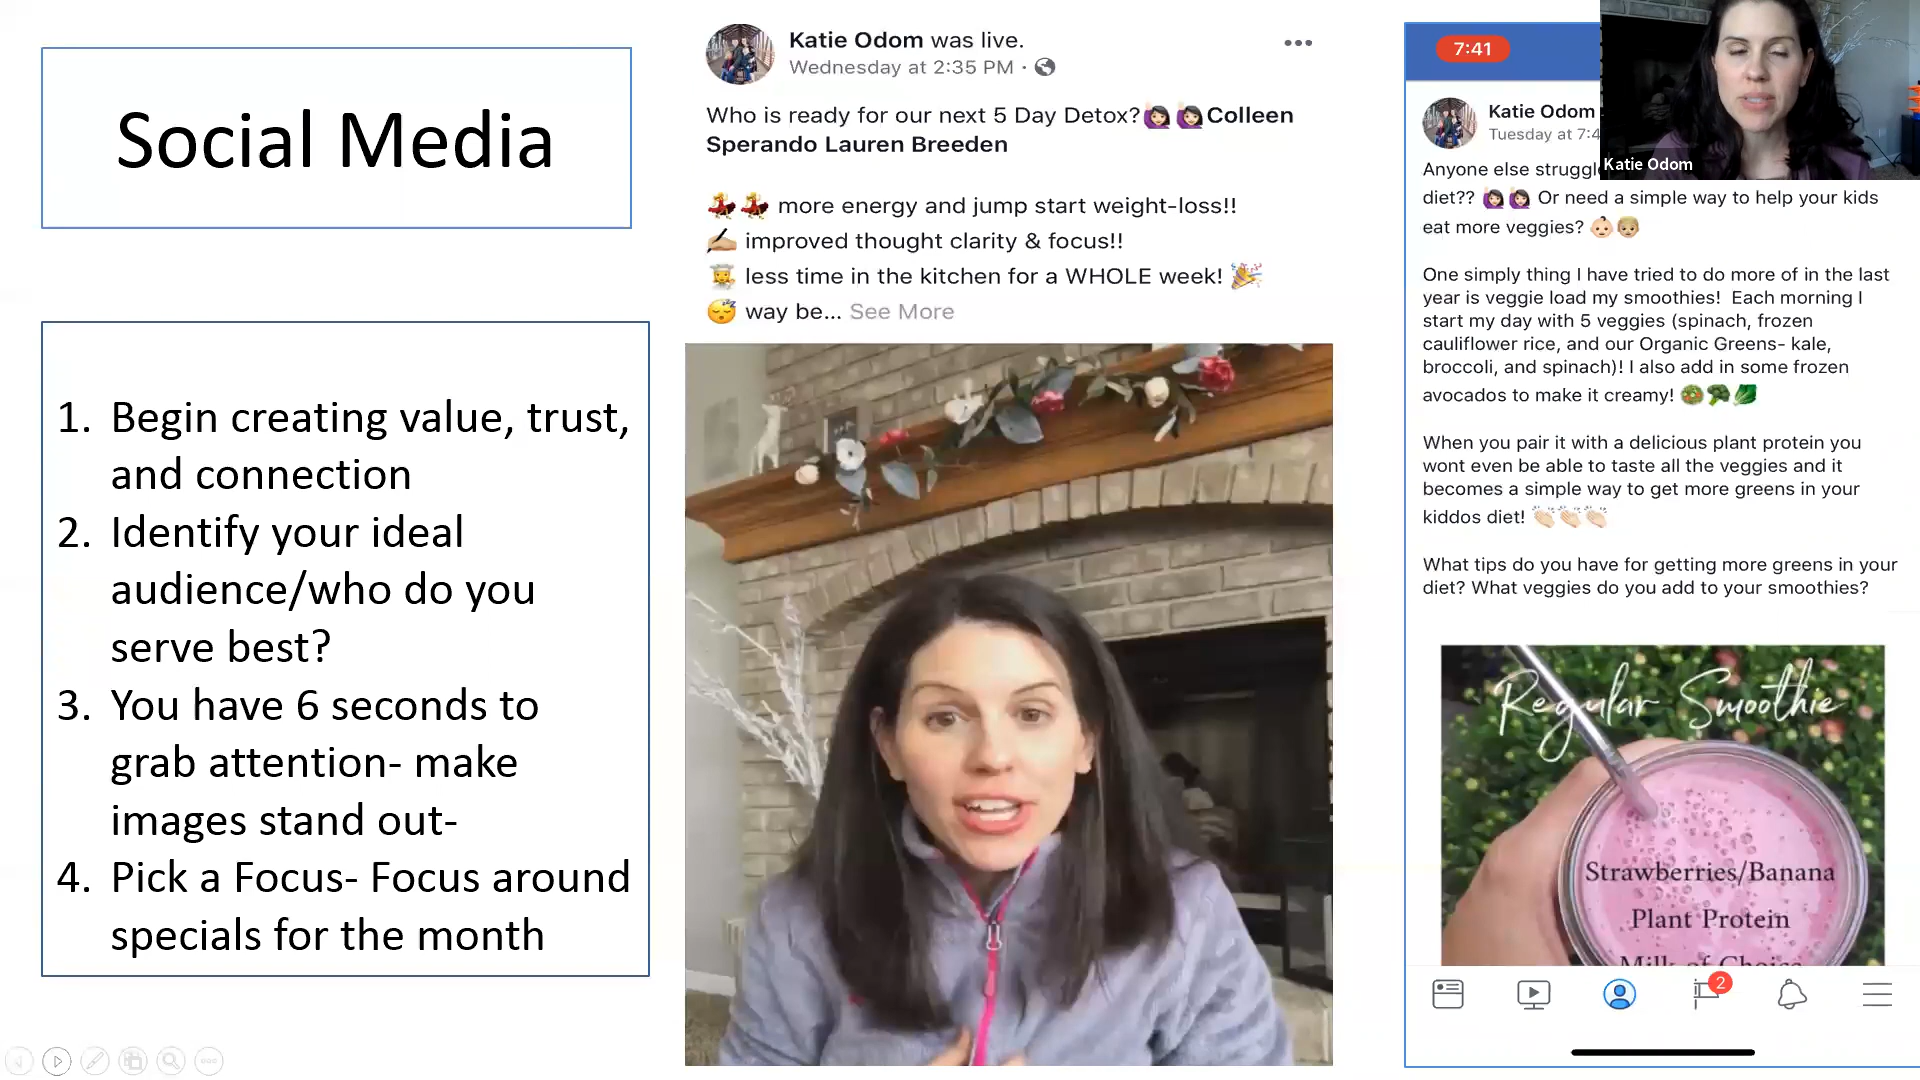 Social Media
1. Begin creating value, trust,
and connection
2. Identify your ideal
audience/who do you
serve best?
3. You have 6 seconds to
grab attention- make
images stand out-
4. Pick a Focus- Focus around
specials for the month
Katie Odom was live.
Wednesday at 2:35 PM ·
Who is ready for our next 5 Day Detox?🙋🏻‍♀️🙋🏻‍♀️Colleen
Sperando Lauren Breeden
💃💃 more energy and jump start weight-loss!!
✍🏼 improved thought clarity & focus!!
👩‍🍳 less time in the kitchen for a WHOLE week! 🎉
😴 way be... See More
7:41
Katie Odom
Tuesday at 7:4
Katie Odom
Anyone else struggl
diet?? 🙋🏻‍♀️🙋🏻‍♀️ Or need a simple way to help your kids
eat more veggies? 👶🏻👦🏼
One simply thing I have tried to do more of in the last
year is veggie load my smoothies! Each morning I
start my day with 5 veggies (spinach, frozen
cauliflower rice, and our Organic Greens- kale,
broccoli, and spinach)! I also add in some frozen
avocados to make it creamy! 🥗🥦🥬
When you pair it with a delicious plant protein you
wont even be able to taste all the veggies and it
becomes a simple way to get more greens in your
kiddos diet! 👏🏻👏🏻👏🏻
What tips do you have for getting more greens in your
diet? What veggies do you add to your smoothies?
Regular Smoothie
Strawberries/Banana
Plant Protein
Milk of Choice
2